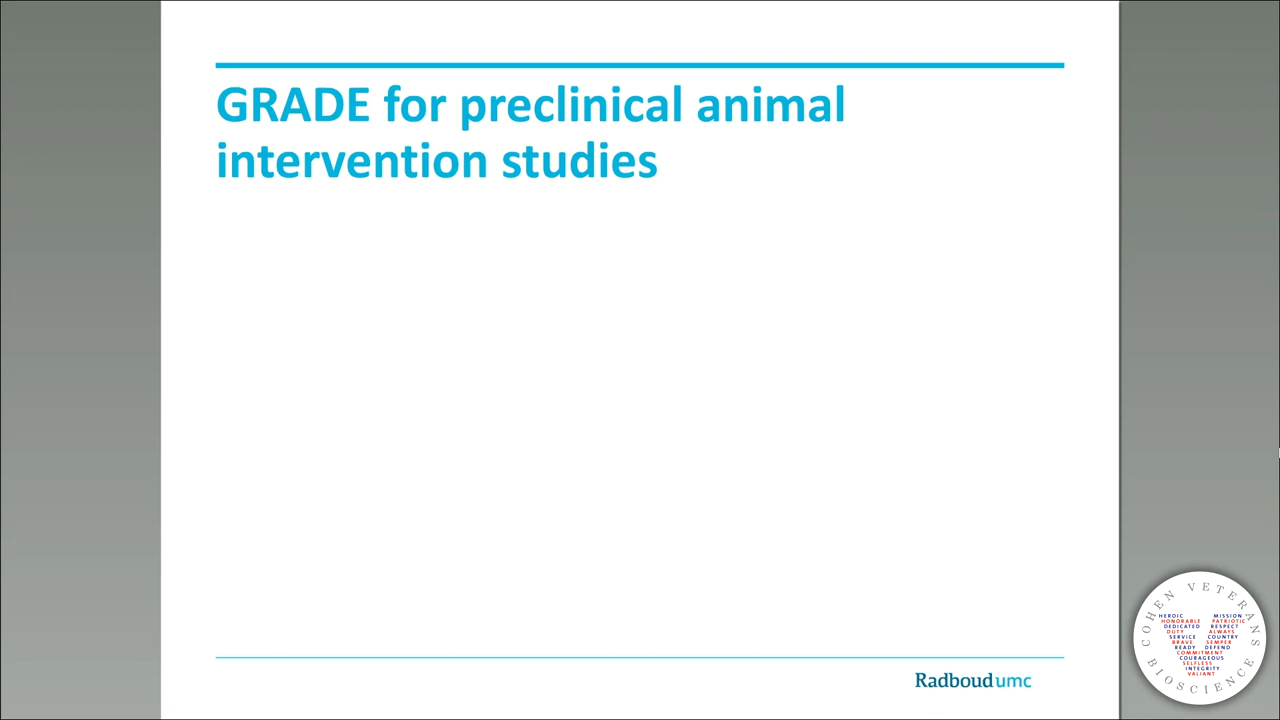 GRADE for preclinical animal
intervention studies
Radboudumc
COHEN VETERANS
HEROIC MISSION
HONORABLE PATRIOTIC
DEDICATED RESPECT
DUTY ALWAYS
SERVICE COUNTRY
BRAVE SEMPER
READY DEFEND
COMMITMENT
COURAGEOUS
SELFLESS
INTEGRITY
VALIANT
BIOSCIENCE